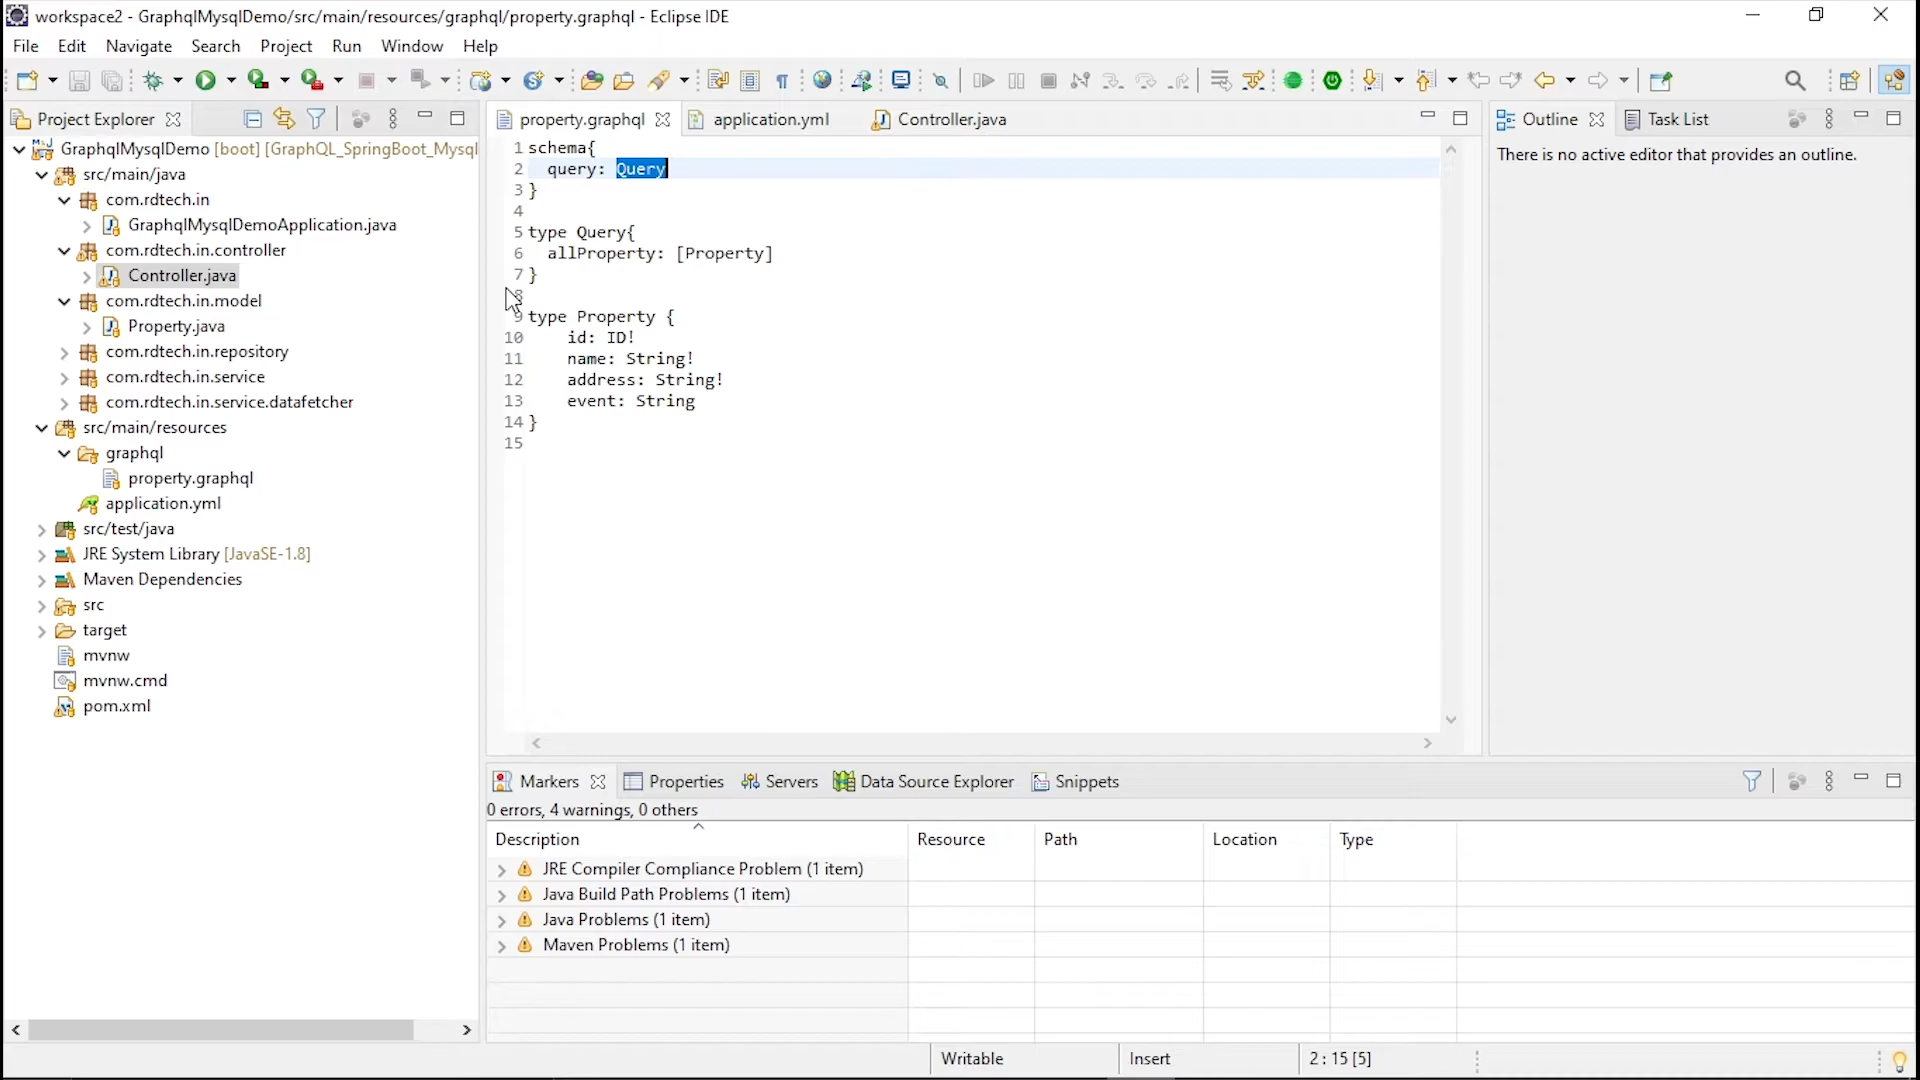 workspace2 - GraphqlMysqlDemo/src/main/resources/graphql/property.graphql - Eclipse IDE
File Edit Navigate Search Project Run Window Help
Project Explorer
GraphqlMysqlDemo [boot] [GraphQL_SpringBoot_Mysql
src/main/java
com.rdtech.in
GraphqlMysqlDemoApplication.java
com.rdtech.in.controller
Controller.java
com.rdtech.in.model
Property.java
com.rdtech.in.repository
com.rdtech.in.service
com.rdtech.in.service.datafetcher
src/main/resources
graphql
property.graphql
application.yml
src/test/java
JRE System Library [JavaSE-1.8]
Maven Dependencies
src
target
mvnw
mvnw.cmd
pom.xml
property.graphql application.yml Controller.java
1 schema{
2 query: Query
3 }
4
5 type Query{
6 allProperty: [Property]
7 }
8
9 type Property {
10 id: ID!
11 name: String!
12 address: String!
13 event: String
14 }
15
Outline Task List
There is no active editor that provides an outline.
Markers Properties Servers Data Source Explorer Snippets
0 errors, 4 warnings, 0 others
Description Resource Path Location Type
JRE Compiler Compliance Problem (1 item)
Java Build Path Problems (1 item)
Java Problems (1 item)
Maven Problems (1 item)
Writable Insert 2 : 15 [5]